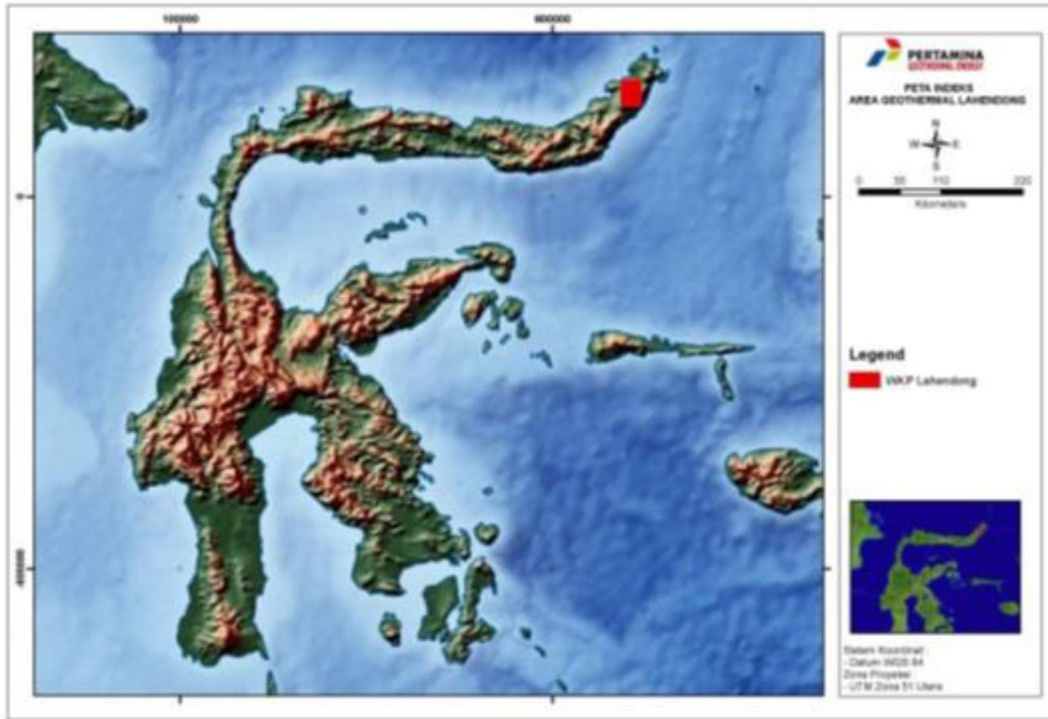 100000
600000
0
PERTAMINA
GEOTHERMAL ENERGY
PETA INDEKS
AREA GEOTHERMAL LAHENDONG
N
W E
S
0 55 110 220
Kilometers
Legend
WKP Lahendong
Sistem Koordinat :
- Datum WGS 84
Zona Proyeksi :
- UTM Zona 51 Utara